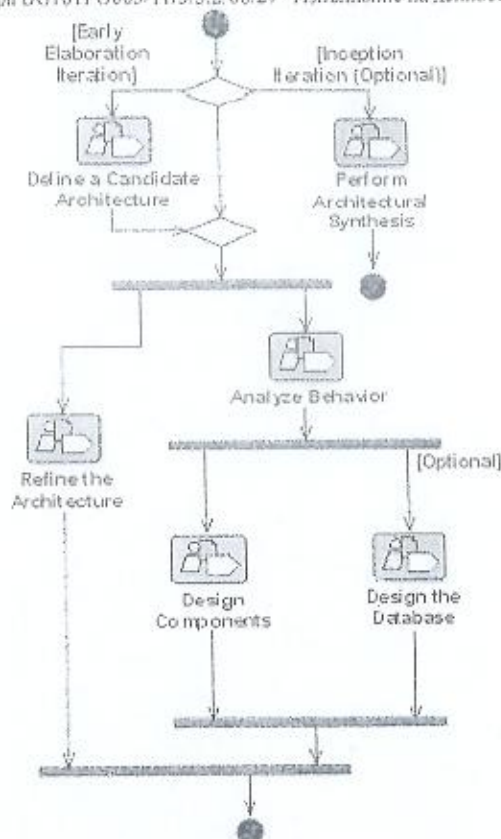 [Early
Elaboration
Iteration]
[Inception
Iteration (Optional)]
Define a Candidate
Architecture
Perform
Architectural
Synthesis
Analyze Behavior
[Optional]
Refine the
Architecture
Design
Components
Design the
Database